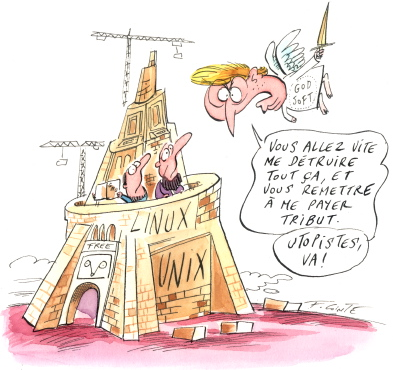 GOD
SOFT.
VOUS ALLEZ VITE
ME DÉTRUIRE
TOUT ÇA, ET
VOUS REMETTRE
À ME PAYER
TRIBUT.
UTOPISTES,
VA!
LINUX
UNIX
FREE
F. CONTE